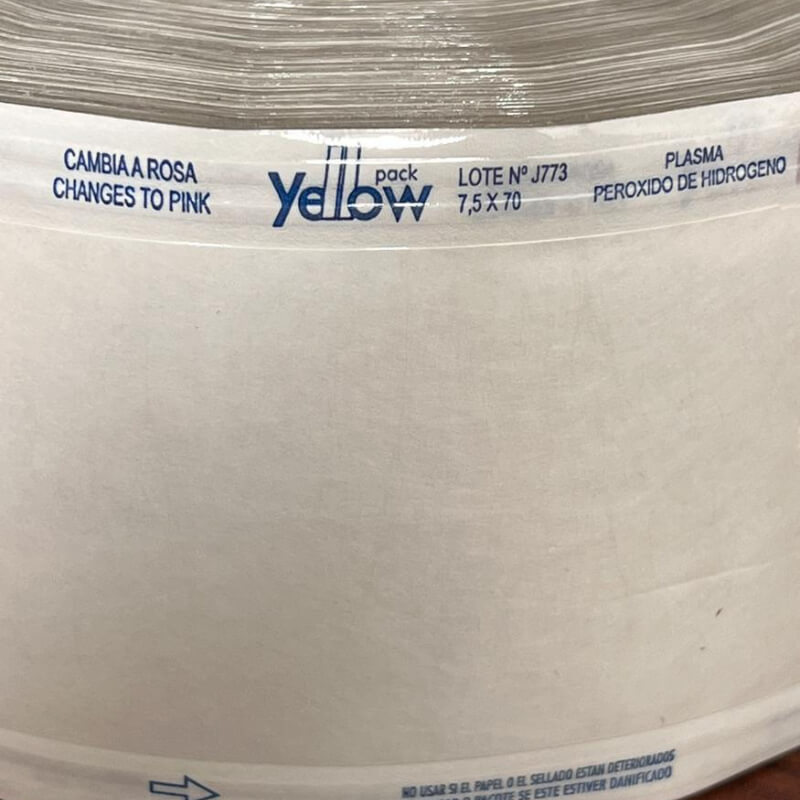 CAMBIA A ROSA
CHANGES TO PINK
yellow pack
LOTE Nº J773
7,5 X 70
PLASMA
PEROXIDO DE HIDROGENO
NO USAR SI EL PAPEL O EL SELLADO ESTAN DETERIORADOS
O PACOTE SE ESTE ESTIVER DANIFICADO